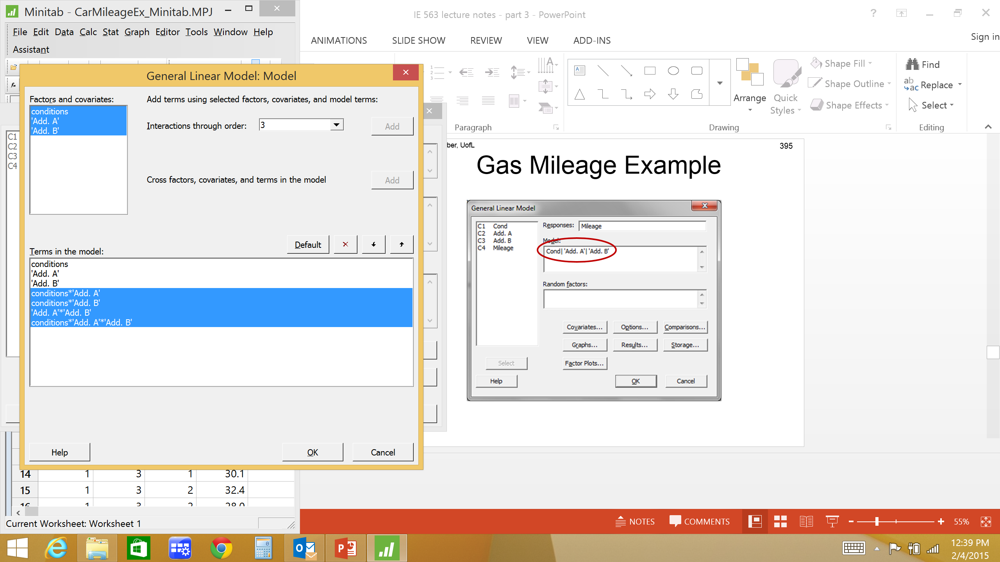 Minitab - CarMileageEx_Minitab.MPJ
File Edit Data Calc Stat Graph Editor Tools Window Help
Assistant
IE 563 lecture notes - part 3 - PowerPoint
Sign in
ANIMATIONS SLIDE SHOW REVIEW VIEW ADD-INS
Shape Fill
Shape Outline
Shape Effects
Arrange
Quick
Styles
Find
Replace
Select
Paragraph
Drawing
Editing
General Linear Model: Model
Factors and covariates:
conditions
'Add. A'
'Add. B'
Add terms using selected factors, covariates, and model terms:
Interactions through order: 3 Add
Cross factors, covariates, and terms in the model Add
Default
Terms in the model:
conditions
'Add. A'
'Add. B'
conditions*'Add. A'
conditions*'Add. B'
'Add. A'*'Add. B'
conditions*'Add. A'*'Add. B'
Help OK Cancel
C1
C2
C3
C4
14 1 3 1 30.1
15 1 3 2 32.4
Current Worksheet: Worksheet 1
ber, UofL
395
Gas Mileage Example
General Linear Model
C1 Cond
C2 Add. A
C3 Add. B
C4 Mileage
Responses: Mileage
Model:
Cond| 'Add. A'| 'Add. B'
Random factors:
Covariates... Options... Comparisons...
Graphs... Results... Storage...
Select Factor Plots...
Help OK Cancel
NOTES COMMENTS 55%
12:39 PM
2/4/2015